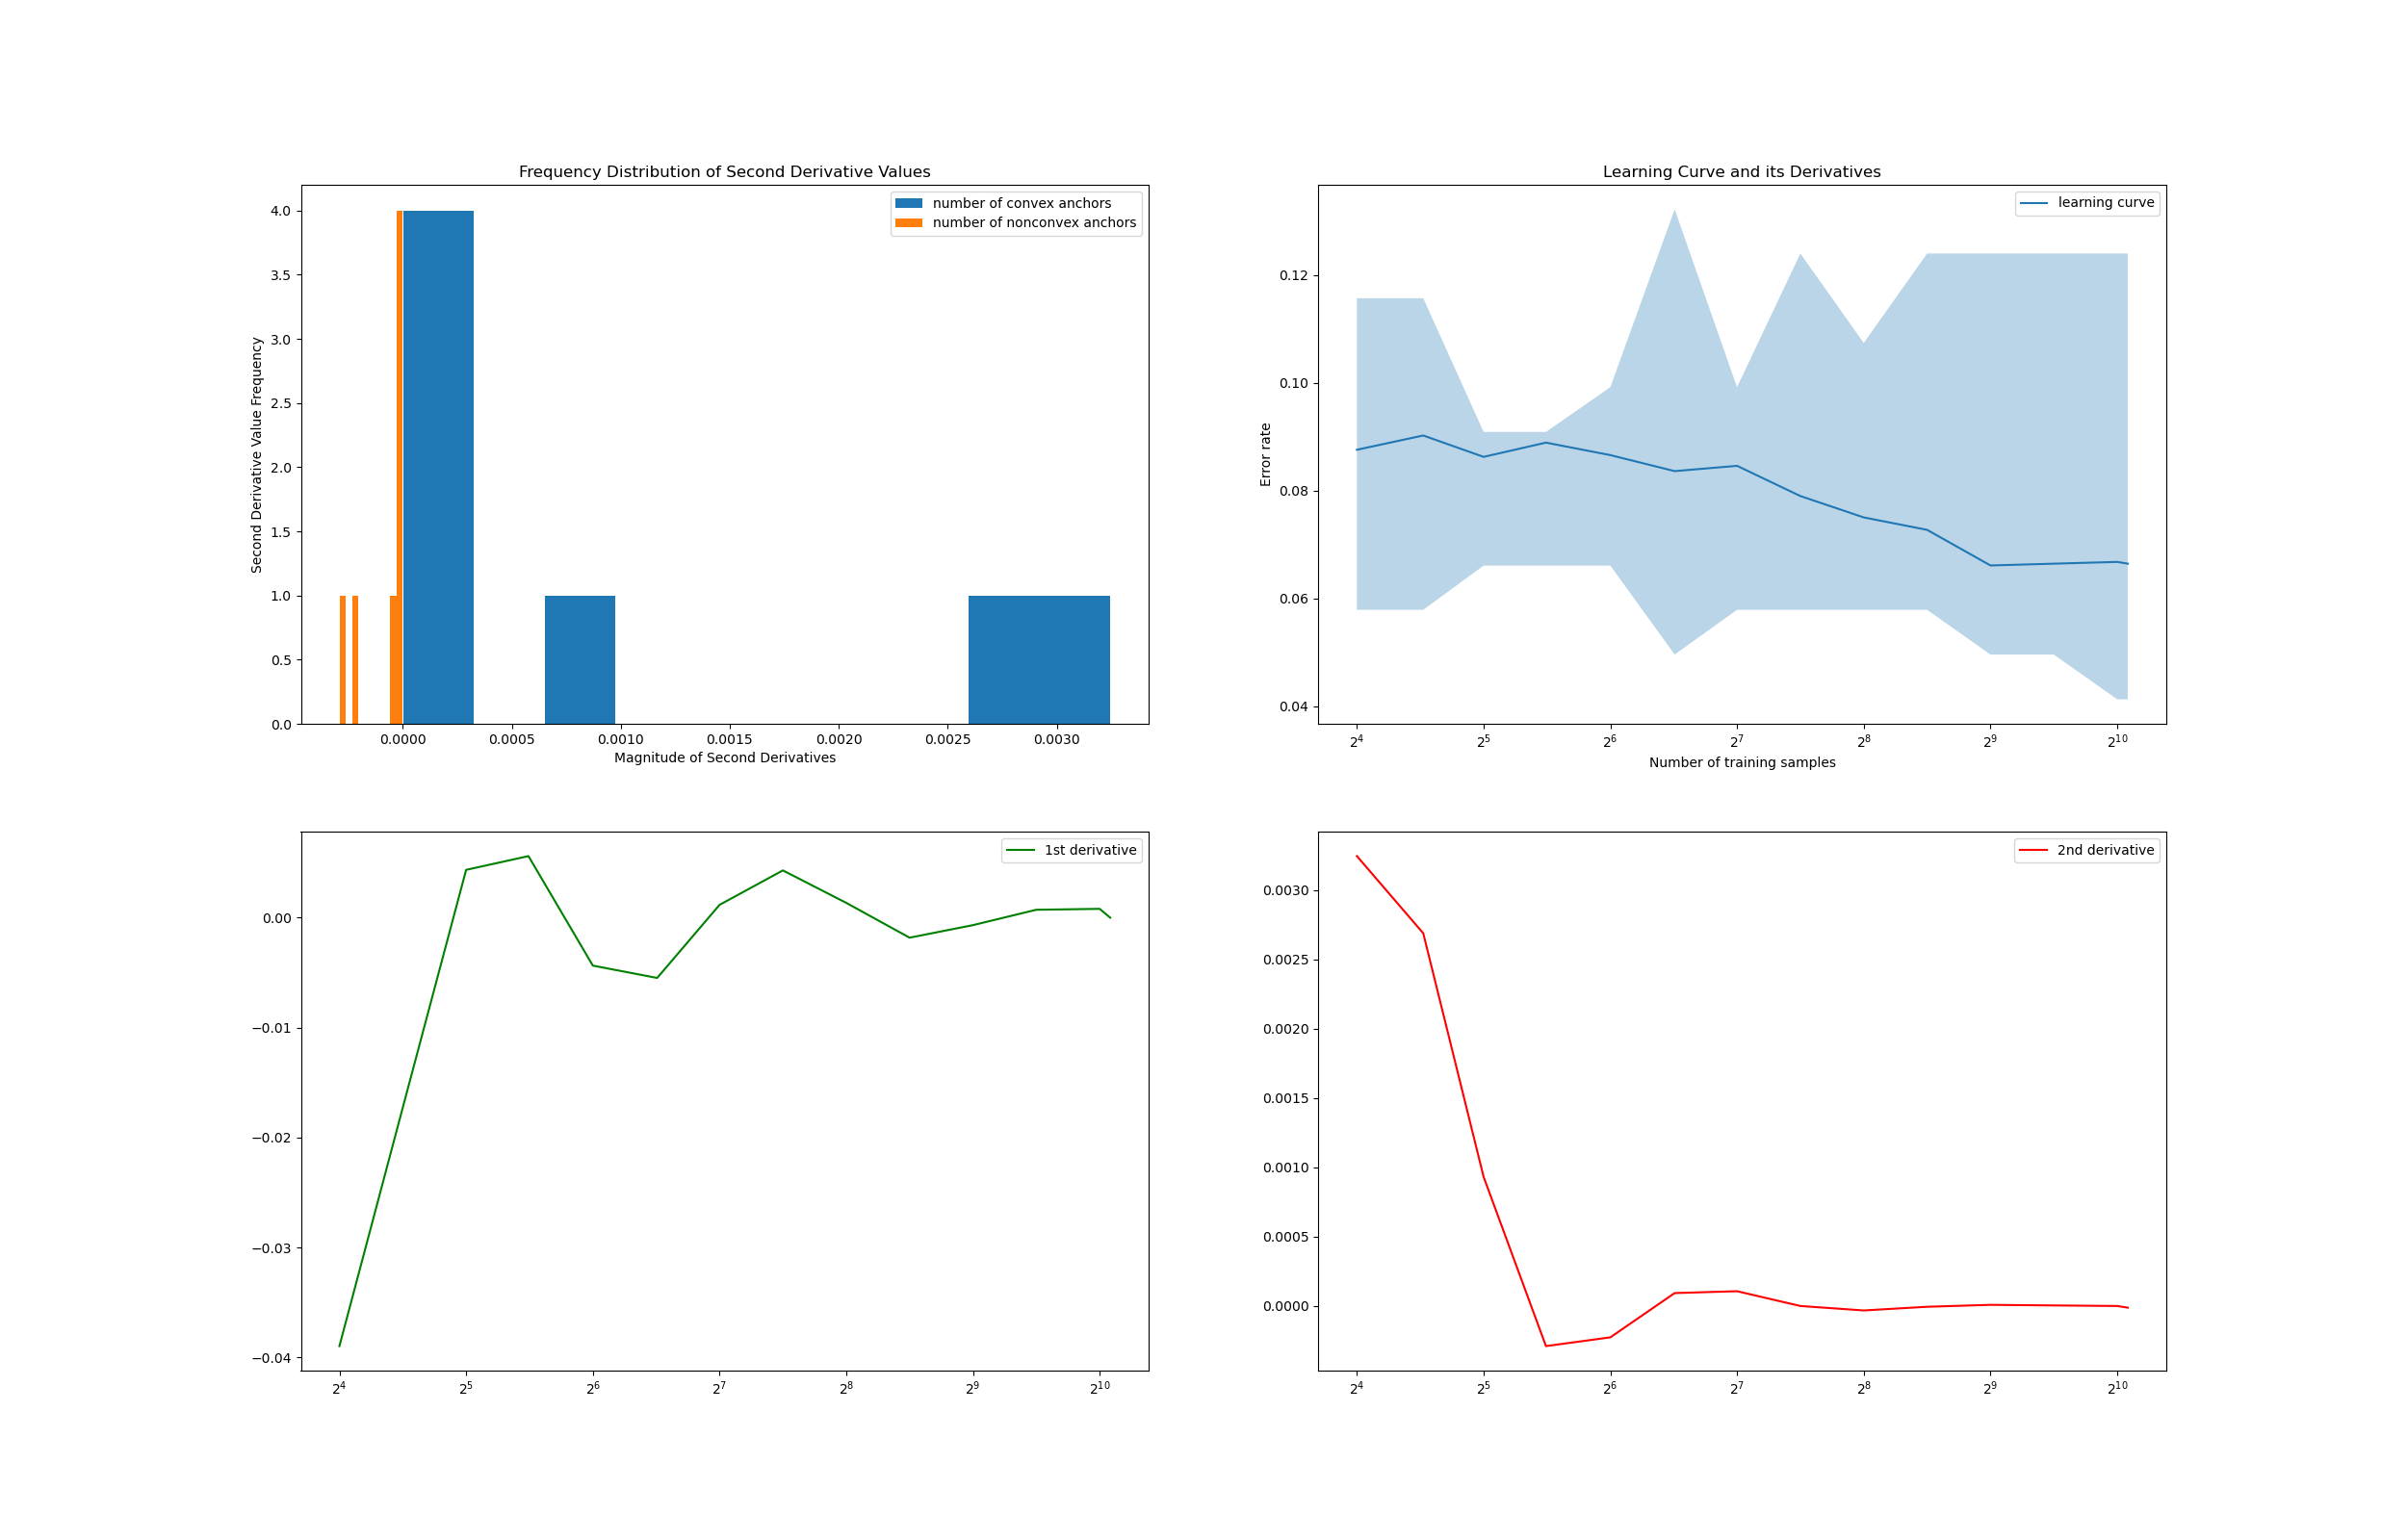 Frequency Distribution of Second Derivative Values
number of convex anchors
number of nonconvex anchors
Second Derivative Value Frequency
4.0
3.5
3.0
2.5
2.0
1.5
1.0
0.5
0.0
0.0000 0.0005 0.0010 0.0015 0.0020 0.0025 0.0030
Magnitude of Second Derivatives
Learning Curve and its Derivatives
learning curve
Error rate
0.12
0.10
0.08
0.06
0.04
2^4 2^5 2^6 2^7 2^8 2^9 2^10
Number of training samples
1st derivative
0.00
−0.01
−0.02
−0.03
−0.04
2^4 2^5 2^6 2^7 2^8 2^9 2^10
2nd derivative
0.0030
0.0025
0.0020
0.0015
0.0010
0.0005
0.0000
2^4 2^5 2^6 2^7 2^8 2^9 2^10